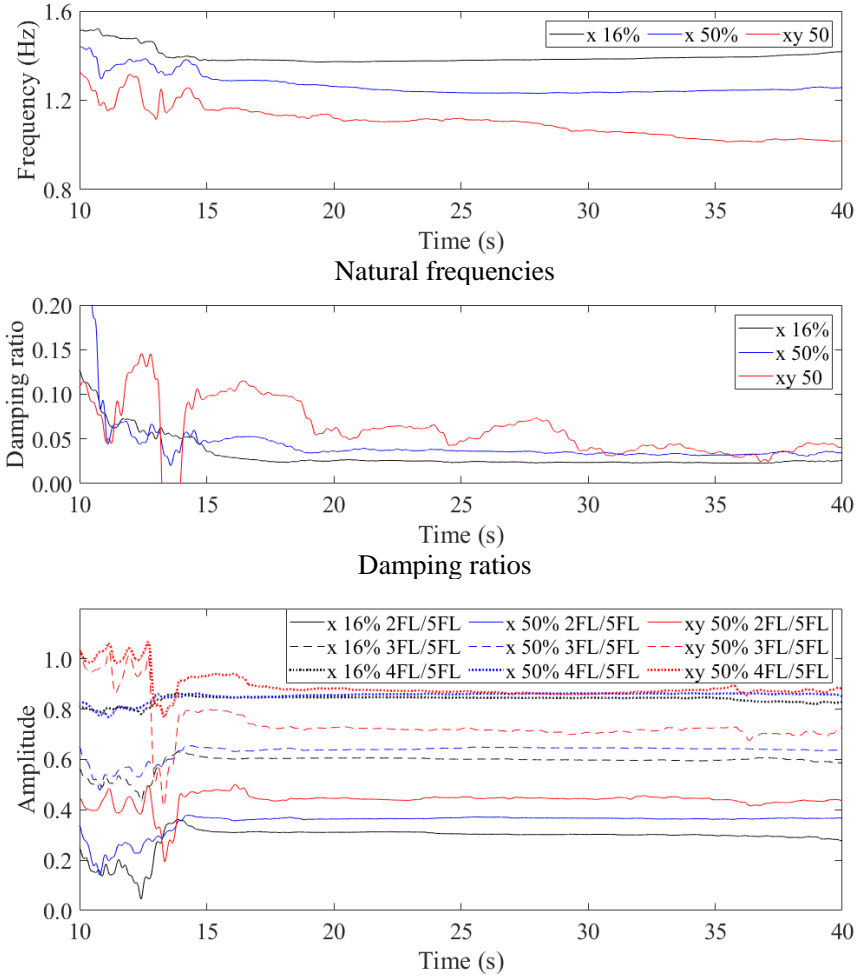 1.6
1.2
0.8
Frequency (Hz)
x 16% x 50% xy 50
10 15 20 25 30 35 40
Time (s)
Natural frequencies
0.20
0.15
0.10
0.05
0.00
Damping ratio
x 16%
x 50%
xy 50
10 15 20 25 30 35 40
Time (s)
Damping ratios
1.0
0.8
0.6
0.4
0.2
0.0
Amplitude
x 16% 2FL/5FL x 50% 2FL/5FL xy 50% 2FL/5FL
x 16% 3FL/5FL x 50% 3FL/5FL xy 50% 3FL/5FL
x 16% 4FL/5FL x 50% 4FL/5FL xy 50% 4FL/5FL
10 15 20 25 30 35 40
Time (s)